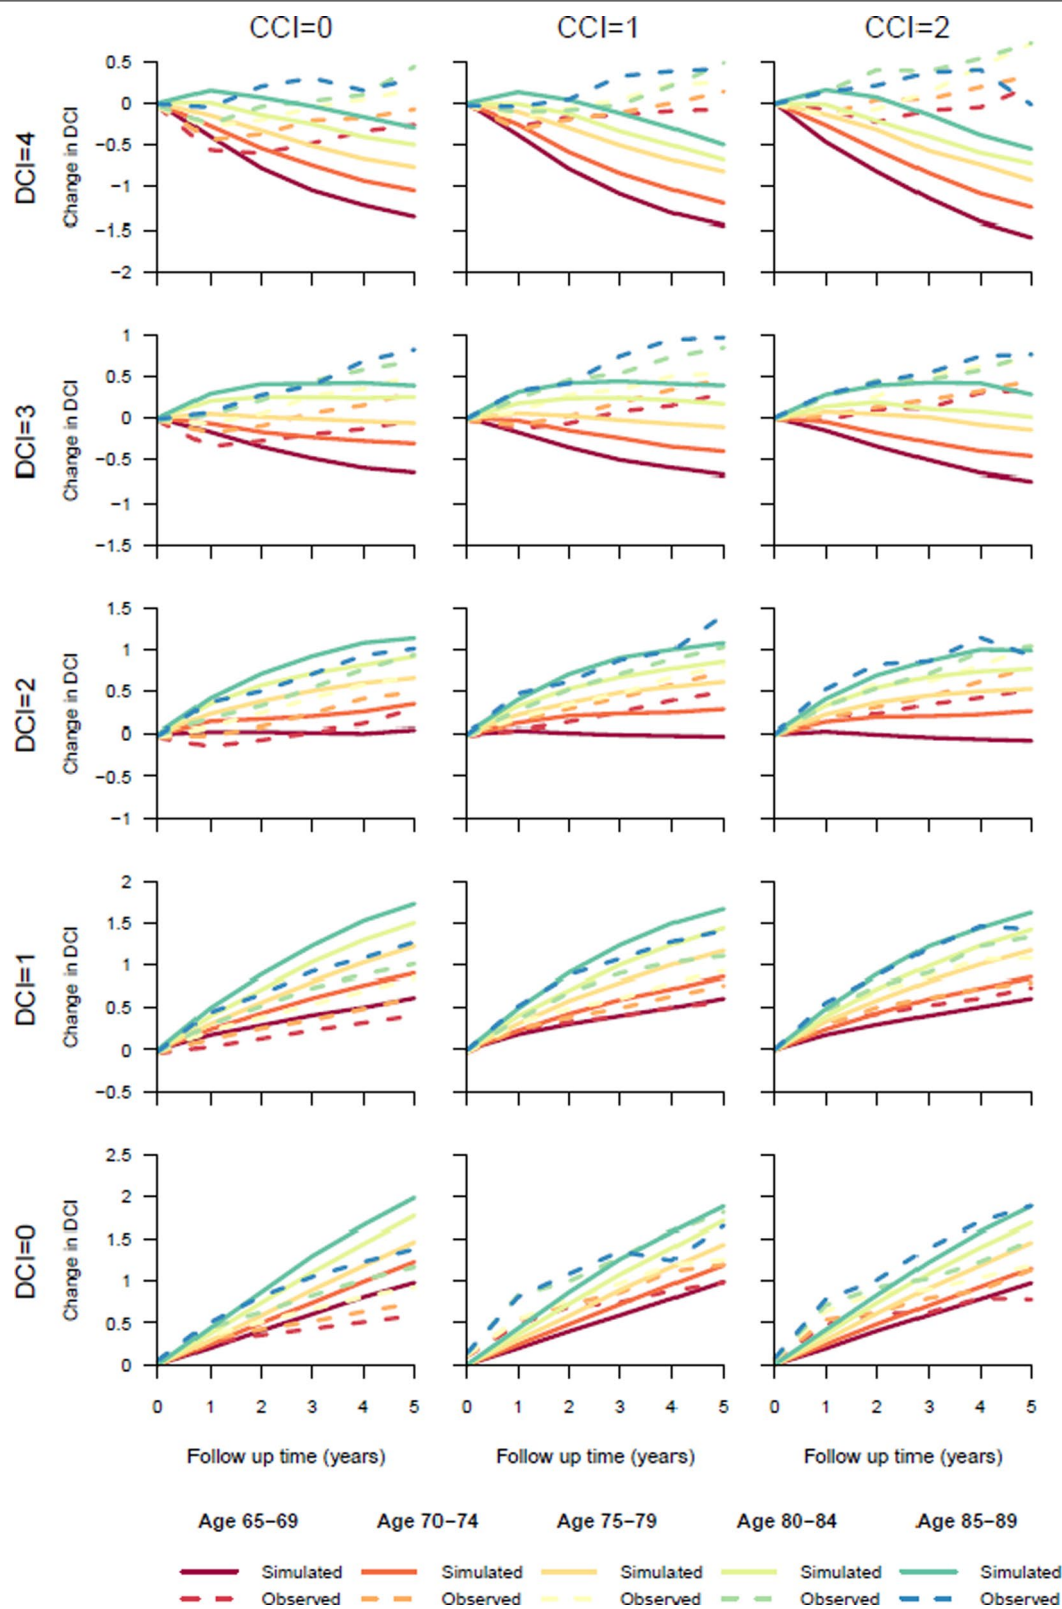 CCI=0 CCI=1 CCI=2
DCI=4
Change in DCI
0.5
0
−0.5
−1
−1.5
−2
DCI=3
Change in DCI
1
0.5
0
−0.5
−1
−1.5
DCI=2
Change in DCI
1.5
1
0.5
0
−0.5
−1
DCI=1
Change in DCI
2
1.5
1
0.5
0
−0.5
DCI=0
Change in DCI
2.5
2
1.5
1
0.5
0
0 1 2 3 4 5 0 1 2 3 4 5 0 1 2 3 4 5
Follow up time (years) Follow up time (years) Follow up time (years)
Age 65−69 Age 70−74 Age 75−79 Age 80−84 Age 85−89
Simulated Simulated Simulated Simulated Simulated
Observed Observed Observed Observed Observed